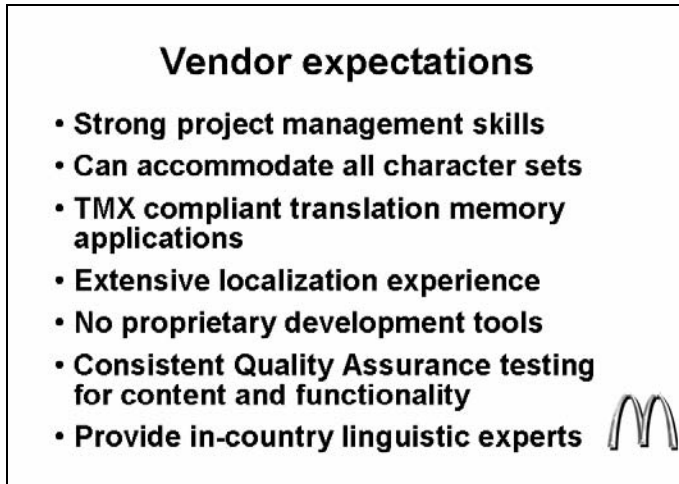 Vendor expectations
• Strong project management skills
• Can accommodate all character sets
• TMX compliant translation memory
applications
• Extensive localization experience
• No proprietary development tools
• Consistent Quality Assurance testing
for content and functionality
• Provide in-country linguistic experts